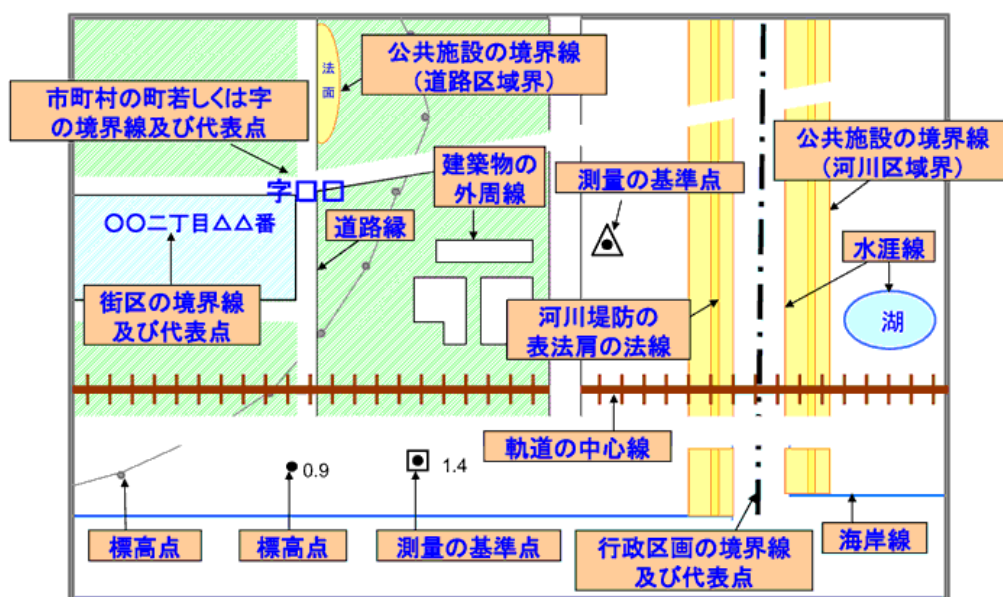 法
面
公共施設の境界線
（道路区域界）
市町村の町若しくは字
の境界線及び代表点
公共施設の境界線
（河川区域界）
建築物の
外周線
測量の基準点
字□□
〇〇二丁目△△番
道路縁
水涯線
街区の境界線
及び代表点
河川堤防の
表法肩の法線
湖
軌道の中心線
0.9
1.4
標高点
標高点
測量の基準点
行政区画の境界線
及び代表点
海岸線